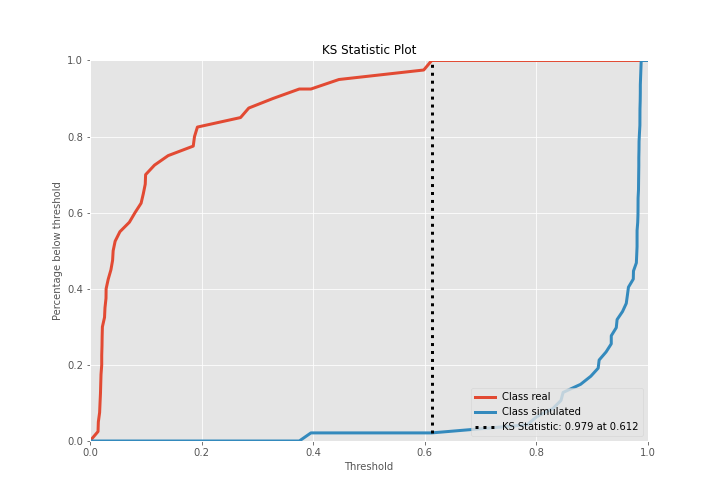 KS Statistic Plot
1.0
0.8
0.6
0.4
0.2
0.0
Percentage below threshold
Class real
Class simulated
KS Statistic: 0.979 at 0.612
0.0 0.2 0.4 0.6 0.8 1.0
Threshold